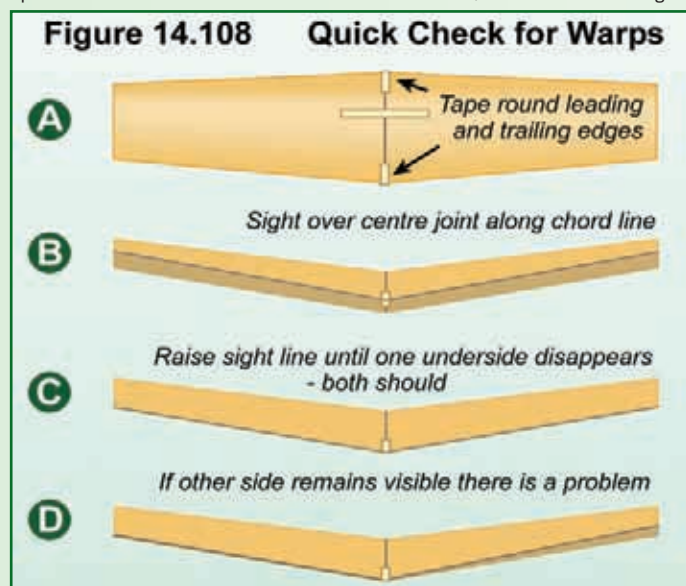 Figure 14.108 Quick Check for Warps
A
Tape round leading
and trailing edges
Sight over centre joint along chord line
B
Raise sight line until one underside disappears
- both should
C
If other side remains visible there is a problem
D